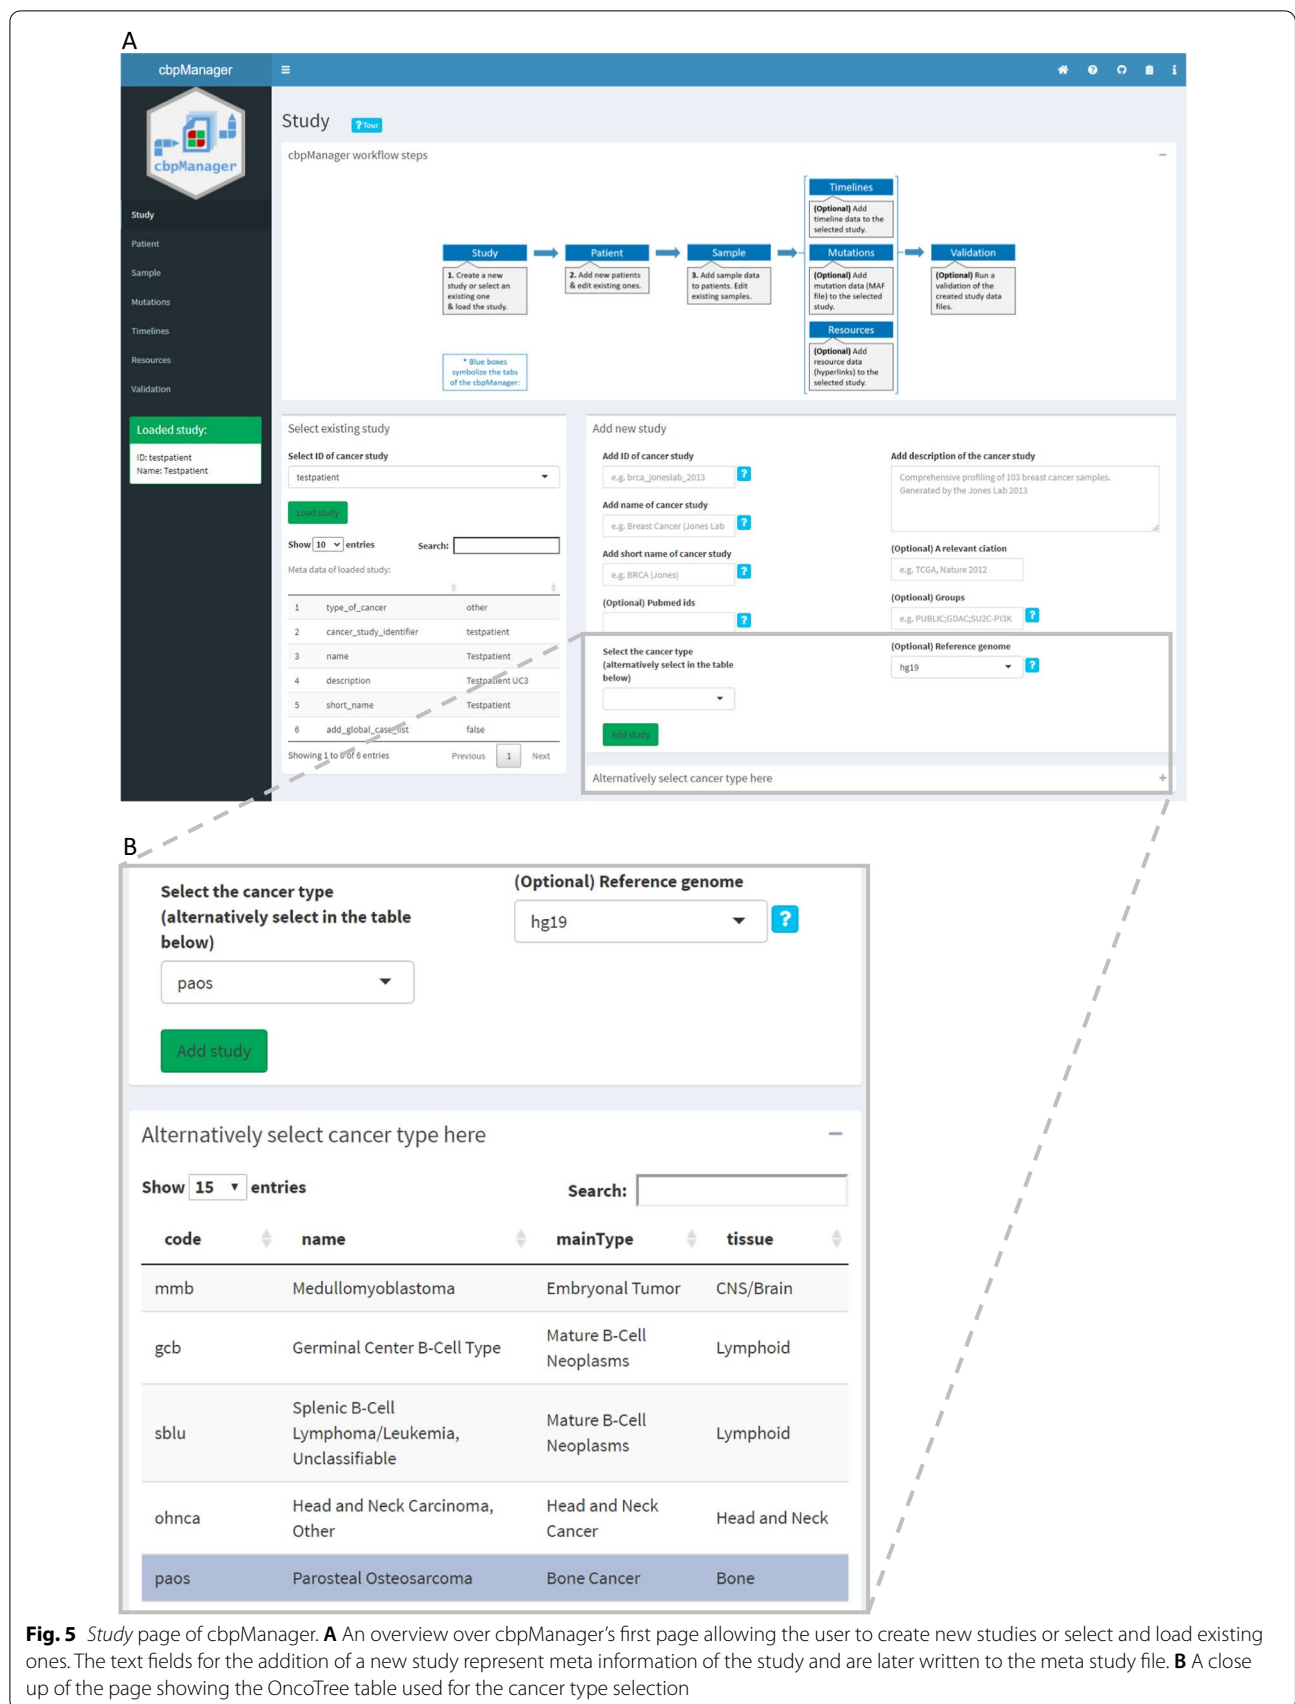 A
cbpManager
cbpManager
Study
Patient
Sample
Mutations
Timelines
Resources
Validation
Loaded study:
ID: testpatient
Name: Testpatient
Study
? Tour
cbpManager workflow steps
Study
1. Create a new
study or select an
existing one
& load the study.
Patient
2. Add new patients
& edit existing ones.
Sample
3. Add sample data
to patients. Edit
existing samples.
Timelines
(Optional) Add
timeline data to the
selected study.
Mutations
(Optional) Add
mutation data (MAF
file) to the selected
study.
Resources
(Optional) Add
resource data
(hyperlinks) to the
selected study.
Validation
(Optional) Run a
validation of the
created study data
files.
* Blue boxes
symbolize the tabs
of the cbpManager:
Select existing study
Select ID of cancer study
testpatient
Load study
Show 10 entries Search:
Meta data of loaded study:
1 type_of_cancer other
2 cancer_study_identifier testpatient
3 name Testpatient
4 description Testpatient UC3
5 short_name Testpatient
6 add_global_case_list false
Showing 1 to 6 of 6 entries Previous 1 Next
Add new study
Add ID of cancer study
e.g. brca_joneslab_2013 ?
Add name of cancer study
e.g. Breast Cancer (Jones Lab ?
Add short name of cancer study
e.g. BRCA (Jones) ?
(Optional) Pubmed ids
?
Select the cancer type
(alternatively select in the table
below)
Add study
Add description of the cancer study
Comprehensive profiling of 103 breast cancer samples.
Generated by the Jones Lab 2013
(Optional) A relevant ciation
e.g. TCGA, Nature 2012
(Optional) Groups
e.g. PUBLIC;GDAC;SU2C-PI3K ?
(Optional) Reference genome
hg19 ?
Alternatively select cancer type here +
B
Select the cancer type
(alternatively select in the table
below)
paos
(Optional) Reference genome
hg19 ?
Add study
Alternatively select cancer type here
Show 15 entries Search:
code name mainType tissue
mmb Medullomyoblastoma Embryonal Tumor CNS/Brain
gcb Germinal Center B-Cell Type Mature B-Cell
Neoplasms Lymphoid
sblu Splenic B-Cell
Lymphoma/Leukemia,
Unclassifiable Mature B-Cell
Neoplasms Lymphoid
ohnca Head and Neck Carcinoma,
Other Head and Neck
Cancer Head and Neck
paos Parosteal Osteosarcoma Bone Cancer Bone
Fig. 5 Study page of cbpManager. A An overview over cbpManager's first page allowing the user to create new studies or select and load existing
ones. The text fields for the addition of a new study represent meta information of the study and are later written to the meta study file. B A close
up of the page showing the OncoTree table used for the cancer type selection